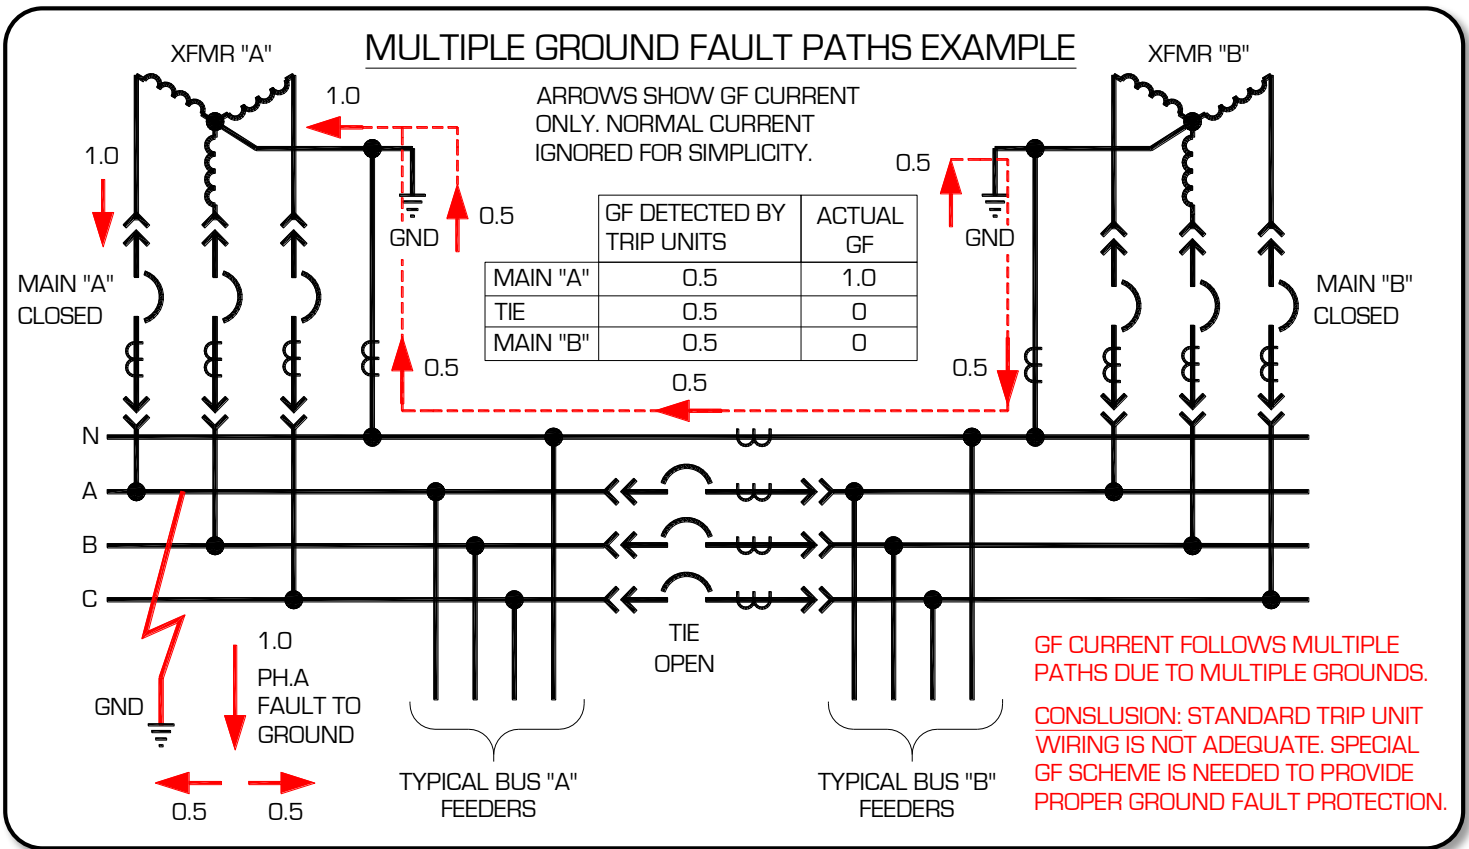 MULTIPLE GROUND FAULT PATHS EXAMPLE
XFMR "A"
XFMR "B"
ARROWS SHOW GF CURRENT
ONLY. NORMAL CURRENT
IGNORED FOR SIMPLICITY.
1.0
1.0
0.5
0.5
GND
GND
GF DETECTED BY
TRIP UNITS
ACTUAL
GF
MAIN "A" 0.5 1.0
TIE 0.5 0
MAIN "B" 0.5 0
MAIN "A"
CLOSED
MAIN "B"
CLOSED
0.5
0.5
0.5
N
A
B
C
TIE
OPEN
1.0
PH.A
FAULT TO
GROUND
GND
0.5
0.5
TYPICAL BUS "A"
FEEDERS
TYPICAL BUS "B"
FEEDERS
GF CURRENT FOLLOWS MULTIPLE
PATHS DUE TO MULTIPLE GROUNDS.
CONSLUSION: STANDARD TRIP UNIT
WIRING IS NOT ADEQUATE. SPECIAL
GF SCHEME IS NEEDED TO PROVIDE
PROPER GROUND FAULT PROTECTION.